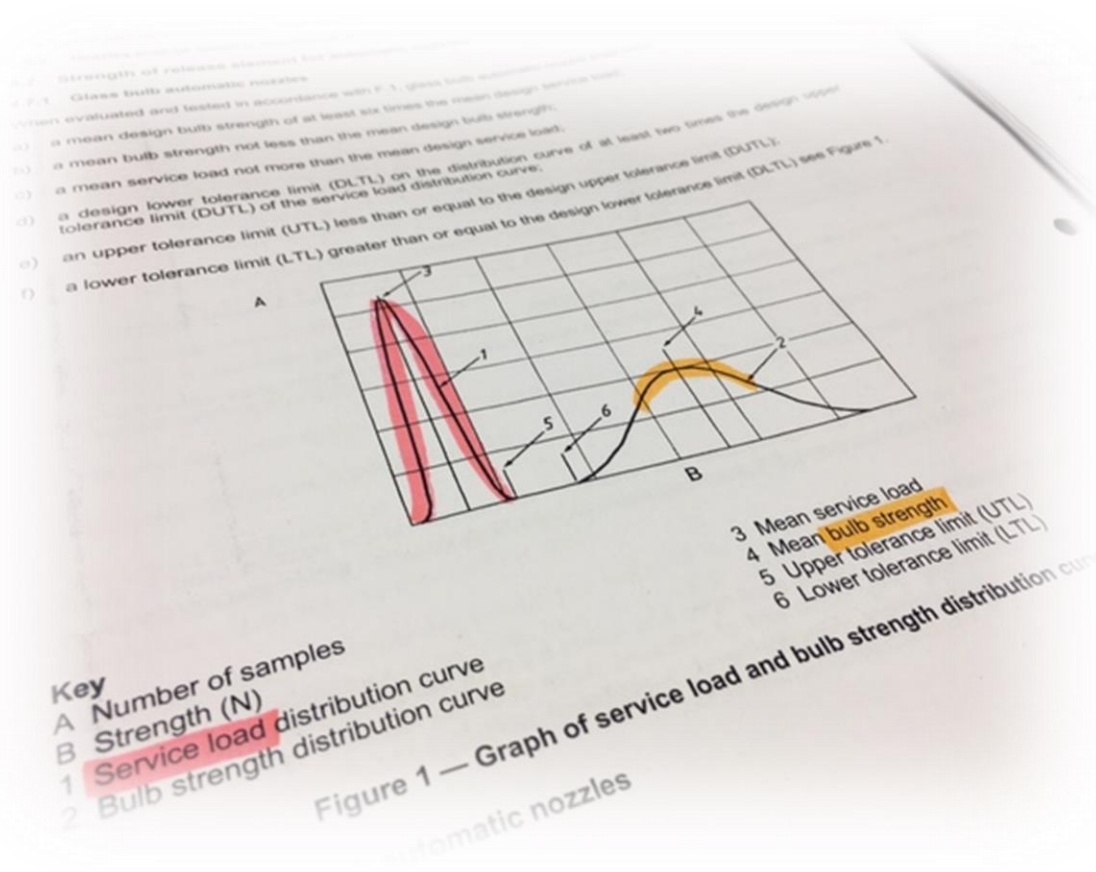 Strength of release element for
Glass bulb automatic nozzles
When evaluated and tested in accordance with F.1, glass bulb automatic
a) a mean design bulb strength of at least six times the mean design service load;
b) a mean bulb strength not less than the mean design bulb strength;
c) a mean service load not more than the mean design service load;
d) a design lower tolerance limit (DLTL) on the distribution curve of at least two times the design upper
tolerance limit (DUTL) of the service load distribution curve;
e) an upper tolerance limit (UTL) less than or equal to the design upper tolerance limit (DUTL);
f) a lower tolerance limit (LTL) greater than or equal to the design lower tolerance limit (DLTL) see Figure 1.
A
3
1
5
6
4
2
B
3 Mean service load
4 Mean bulb strength
5 Upper tolerance limit (UTL)
6 Lower tolerance limit (LTL)
Key
A Number of samples
B Strength (N)
1 Service load distribution curve
2 Bulb strength distribution curve
Figure 1 — Graph of service load and bulb strength distribution
automatic nozzles